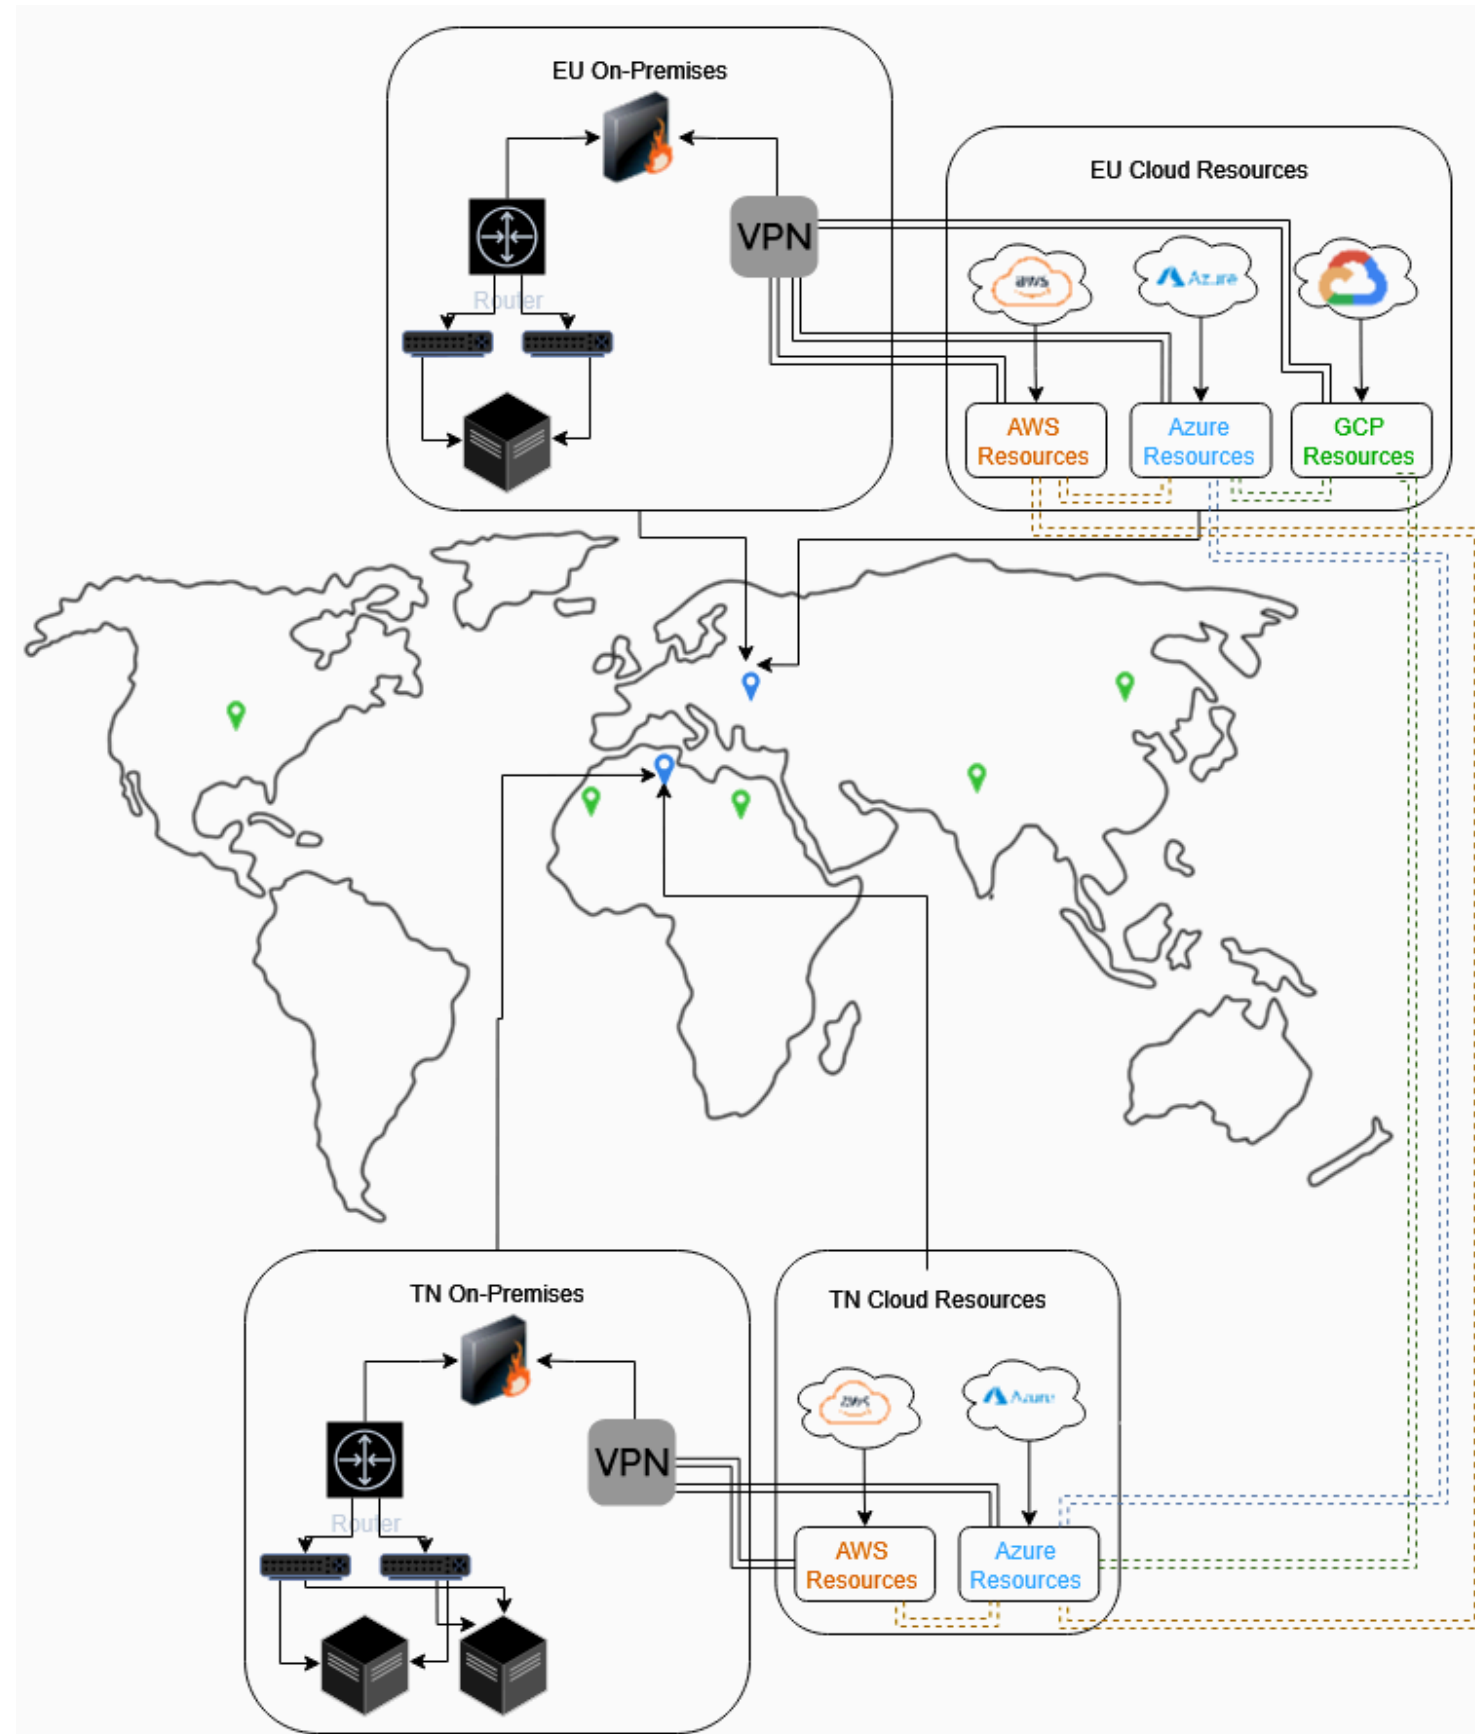 EU On-Premises
EU Cloud Resources
VPN
aws
Azure
Router
AWS
Resources
Azure
Resources
GCP
Resources
TN On-Premises
TN Cloud Resources
aws
Azure
VPN
Router
AWS
Resources
Azure
Resources